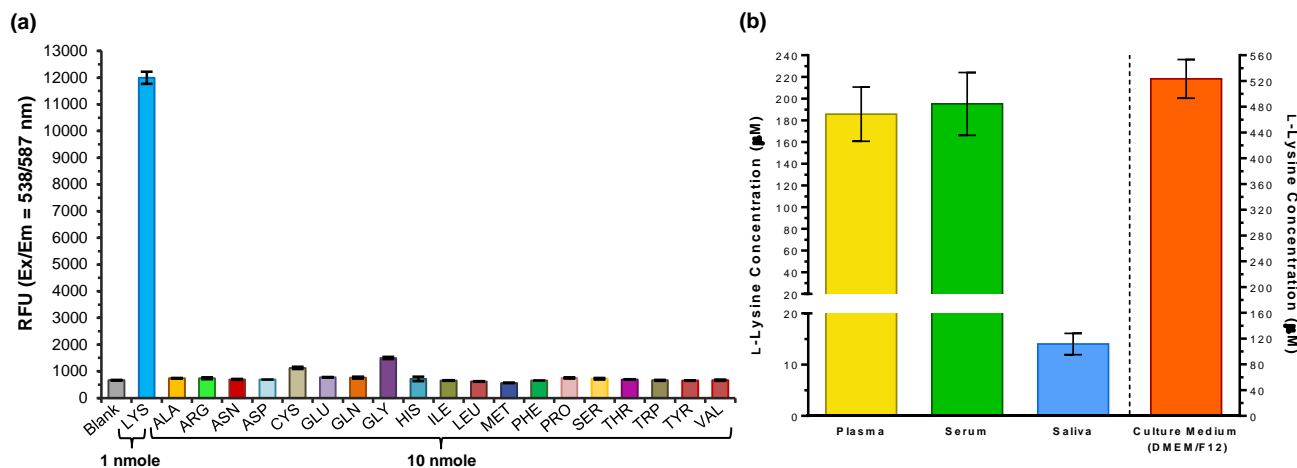 (a)
RFU (Ex/Em = 538/587 nm)
13000
12000
11000
10000
9000
8000
7000
6000
5000
4000
3000
2000
1000
0
Blank
LYS
ALA
ARG
ASN
ASP
CYS
GLU
GLN
GLY
HIS
ILE
LEU
MET
PHE
PRO
SER
THR
TRP
TYR
VAL
1 nmole
10 nmole
(b)
L-Lysine Concentration (µM)
240
220
200
180
160
140
120
100
80
60
40
20
20
10
0
Plasma
Serum
Saliva
Culture Medium
(DMEM/F12)
560
520
480
440
400
360
320
280
240
200
160
120
80
40
0
L-Lysine Concentration (µM)